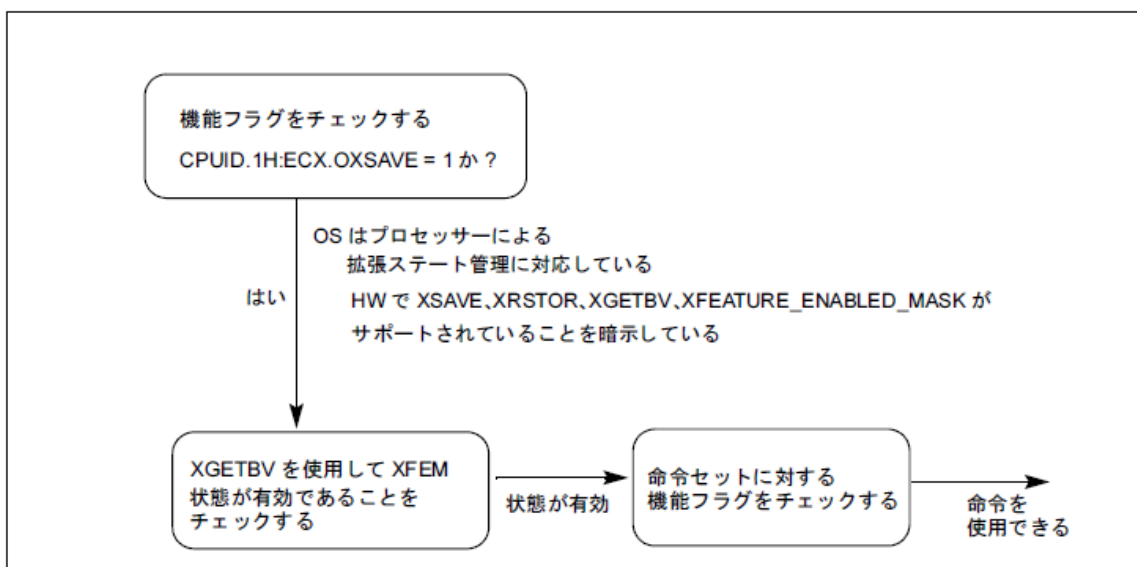 機能フラグをチェックする
CPUID.1H:ECX.OXSAVE = 1 か ?
OS はプロセッサーによる
拡張ステート管理に対応している
はい
HW で XSAVE、XRSTOR、XGETBV、XFEATURE_ENABLED_MASK が
サポートされていることを暗示している
XGETBV を使用して XFEM
状態が有効であることを
チェックする
状態が有効
命令セットに対する
機能フラグをチェックする
命令を
使用できる